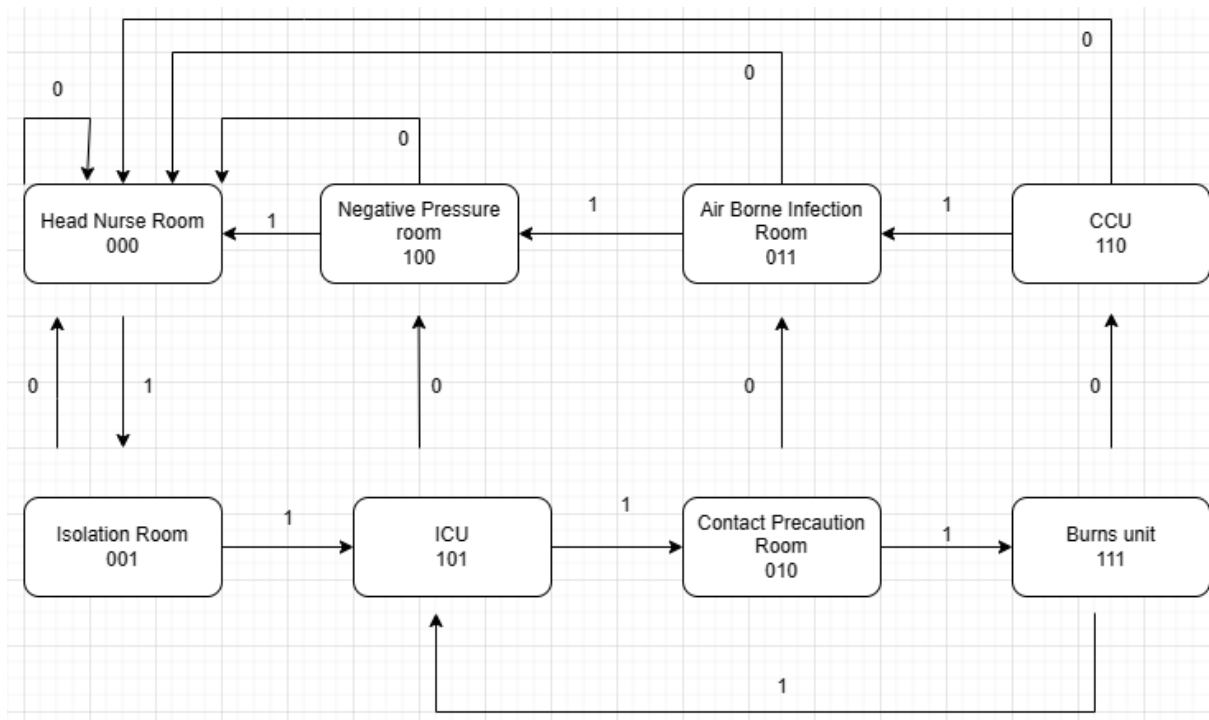 0
0
0
0
Head Nurse Room
000
1
Negative Pressure
room
100
1
Air Borne Infection
Room
011
1
CCU
110
0
1
0
0
0
Isolation Room
001
1
ICU
101
1
Contact Precaution
Room
010
1
Burns unit
111
1